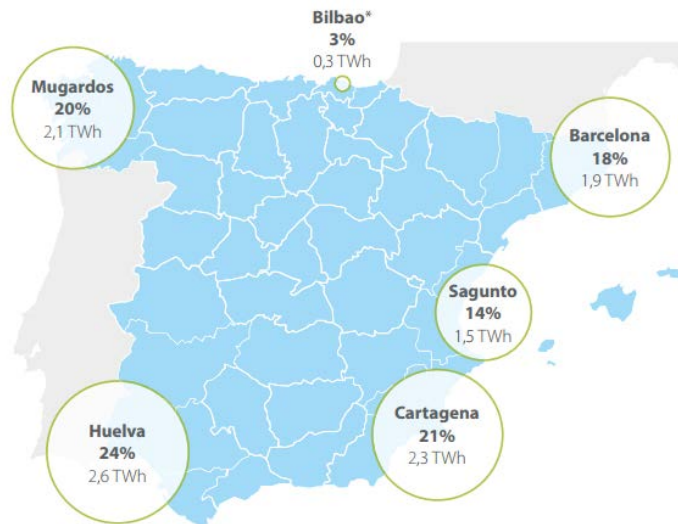 Bilbao*
3%
0,3 TWh
Mugardos
20%
2,1 TWh
Barcelona
18%
1,9 TWh
Sagunto
14%
1,5 TWh
Cartagena
21%
2,3 TWh
Huelva
24%
2,6 TWh